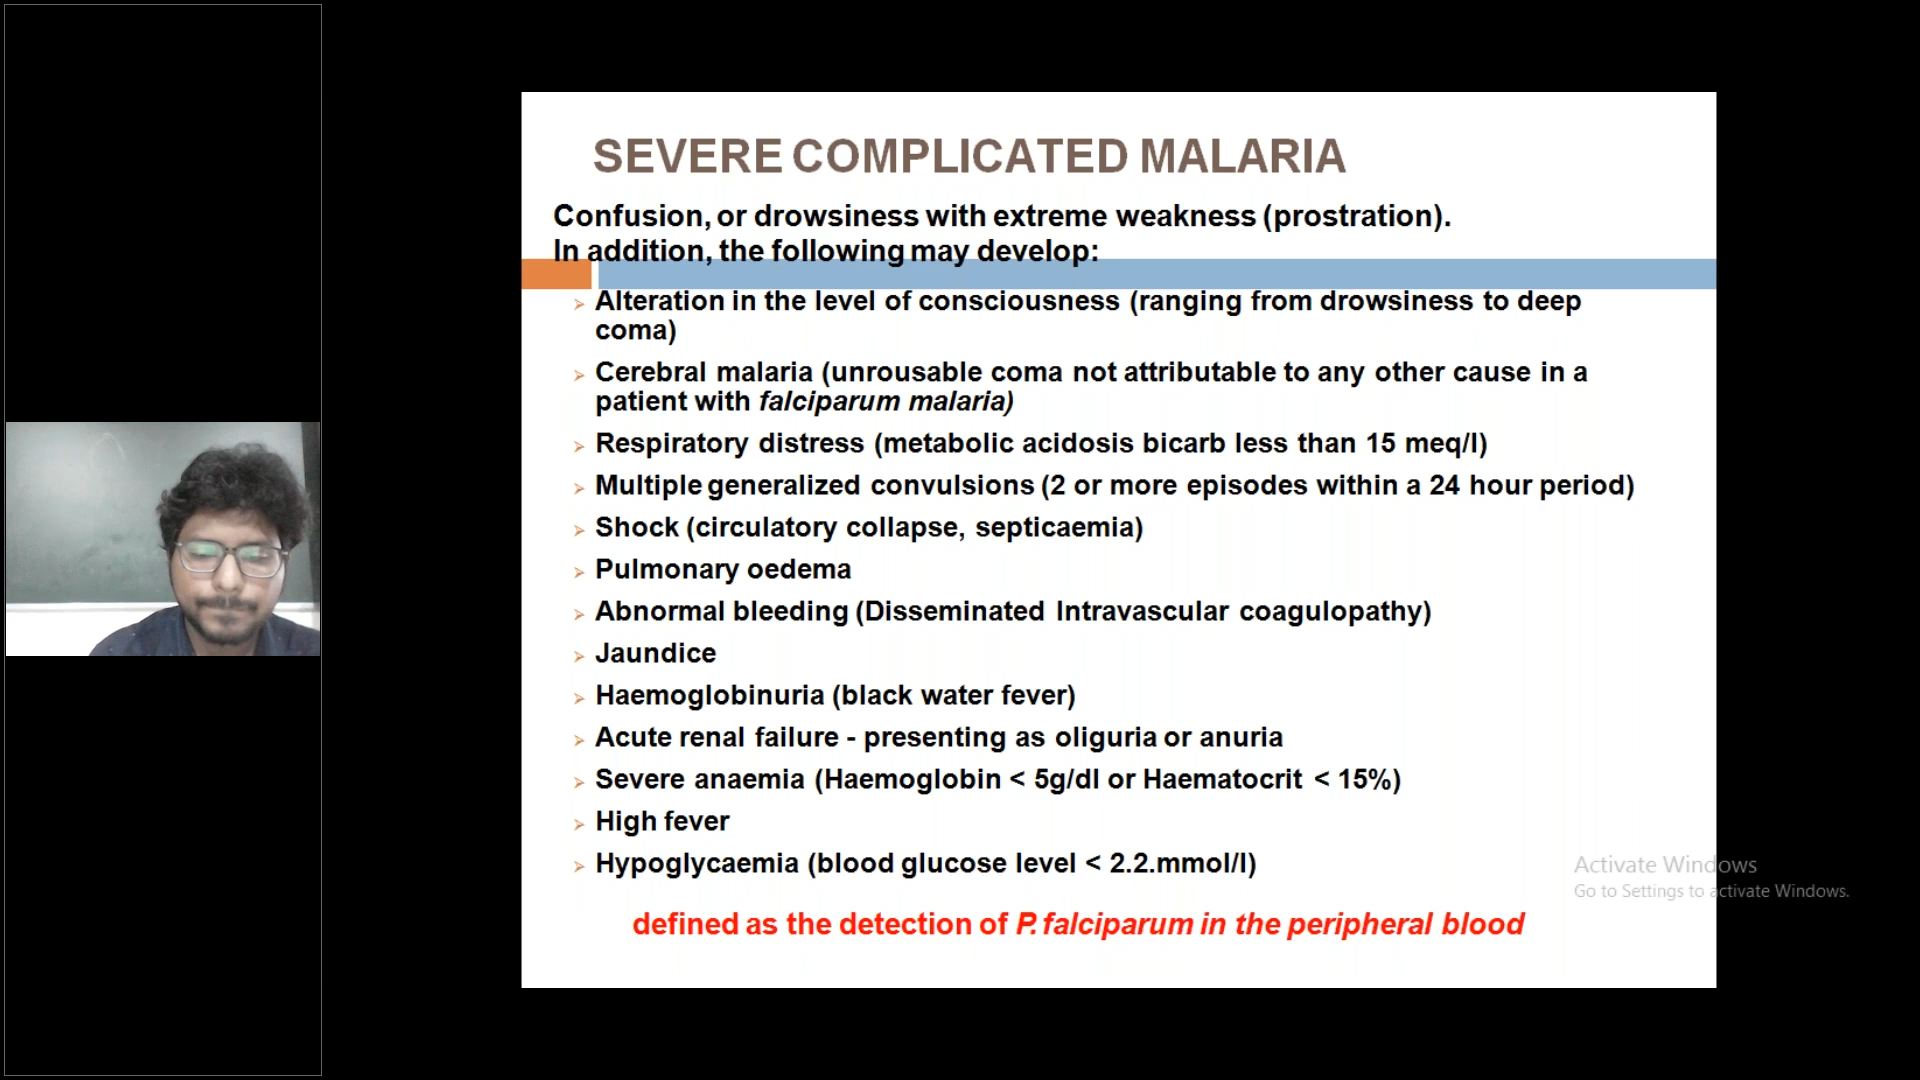 SEVERE COMPLICATED MALARIA
Confusion, or drowsiness with extreme weakness (prostration).
In addition, the following may develop:
➢ Alteration in the level of consciousness (ranging from drowsiness to deep
coma)
➢ Cerebral malaria (unrousable coma not attributable to any other cause in a
patient with falciparum malaria)
➢ Respiratory distress (metabolic acidosis bicarb less than 15 meq/l)
➢ Multiple generalized convulsions (2 or more episodes within a 24 hour period)
➢ Shock (circulatory collapse, septicaemia)
➢ Pulmonary oedema
➢ Abnormal bleeding (Disseminated Intravascular coagulopathy)
➢ Jaundice
➢ Haemoglobinuria (black water fever)
➢ Acute renal failure - presenting as oliguria or anuria
➢ Severe anaemia (Haemoglobin < 5g/dl or Haematocrit < 15%)
➢ High fever
➢ Hypoglycaemia (blood glucose level < 2.2.mmol/l)
defined as the detection of P. falciparum in the peripheral blood
Activate Windows
Go to Settings to activate Windows.